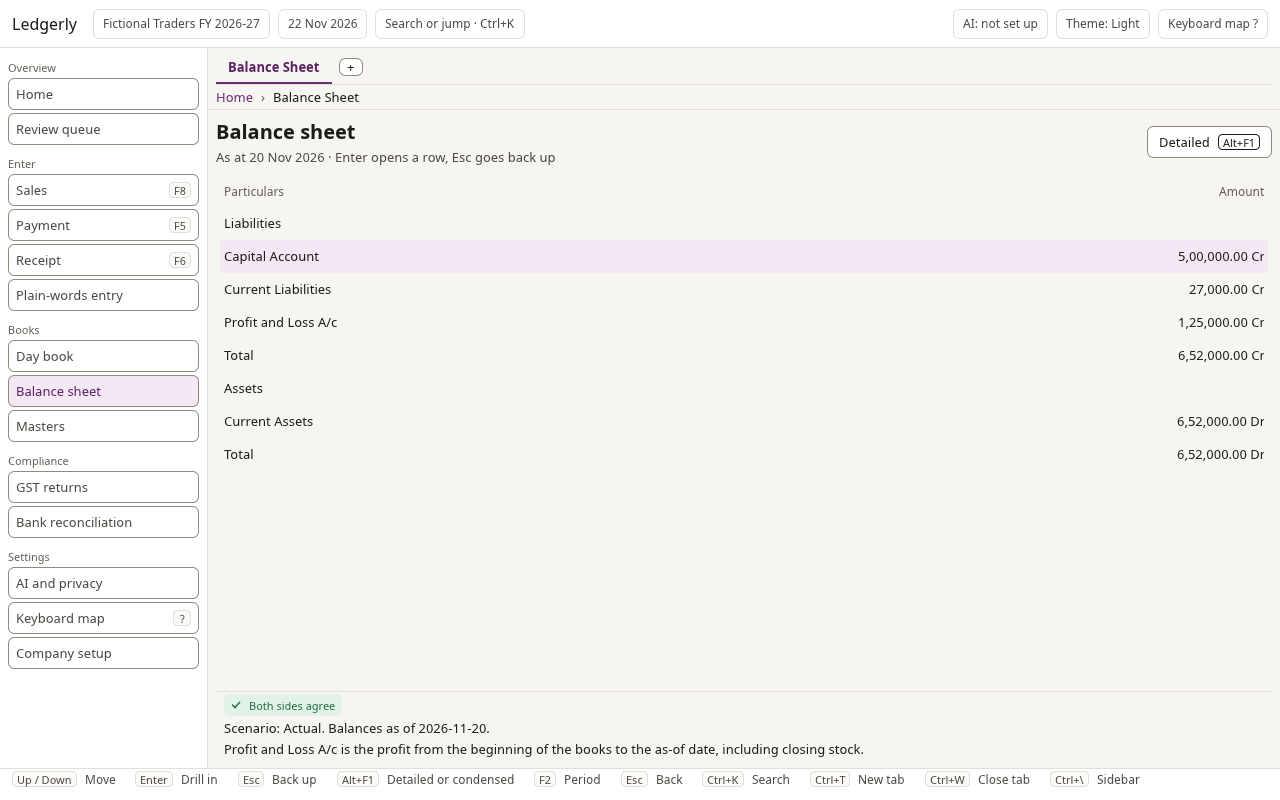 Ledgerly Fictional Traders FY 2026-27 22 Nov 2026 Search or jump · Ctrl+K AI: not set up Theme: Light Keyboard map ?
Overview
Home
Review queue
Enter
Sales F8
Payment F5
Receipt F6
Plain-words entry
Books
Day book
Balance sheet
Masters
Compliance
GST returns
Bank reconciliation
Settings
AI and privacy
Keyboard map ?
Company setup
Balance Sheet +
Home › Balance Sheet
Balance sheet
As at 20 Nov 2026 · Enter opens a row, Esc goes back up
Detailed Alt+F1
Particulars Amount
Liabilities
Capital Account 5,00,000.00 Cr
Current Liabilities 27,000.00 Cr
Profit and Loss A/c 1,25,000.00 Cr
Total 6,52,000.00 Cr
Assets
Current Assets 6,52,000.00 Dr
Total 6,52,000.00 Dr
Both sides agree
Scenario: Actual. Balances as of 2026-11-20.
Profit and Loss A/c is the profit from the beginning of the books to the as-of date, including closing stock.
Up / Down Move Enter Drill in Esc Back up Alt+F1 Detailed or condensed F2 Period Esc Back Ctrl+K Search Ctrl+T New tab Ctrl+W Close tab Ctrl+\ Sidebar